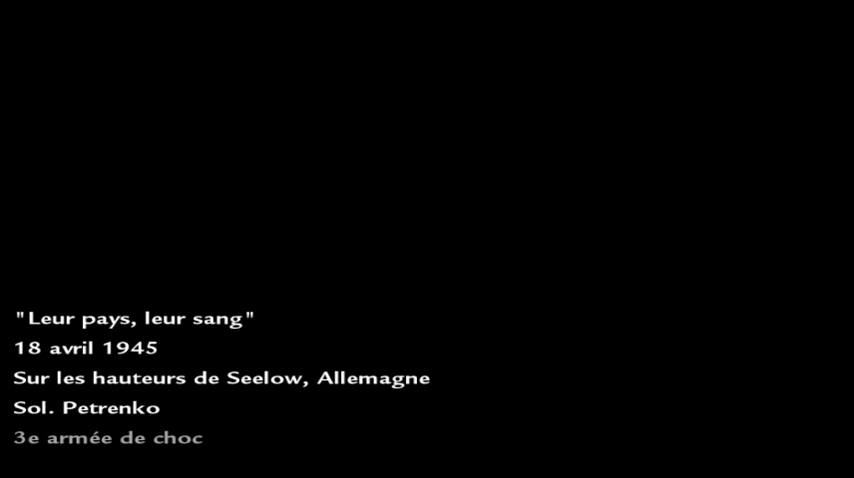 "Leur pays, leur sang"
18 avril 1945
Sur les hauteurs de Seelow, Allemagne
Sol. Petrenko
3e armée de choc